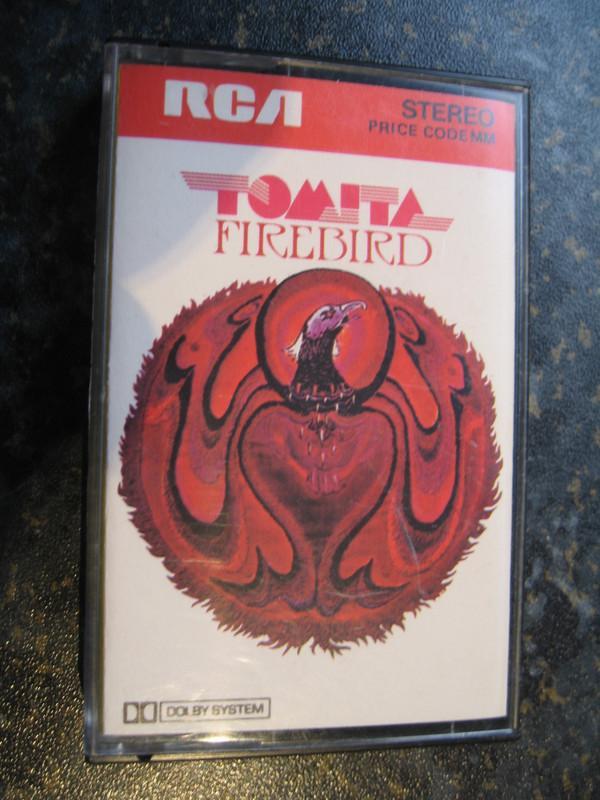 RCA
STEREO
PRICE CODE MM
TOMITA
FIREBIRD
DOLBY SYSTEM